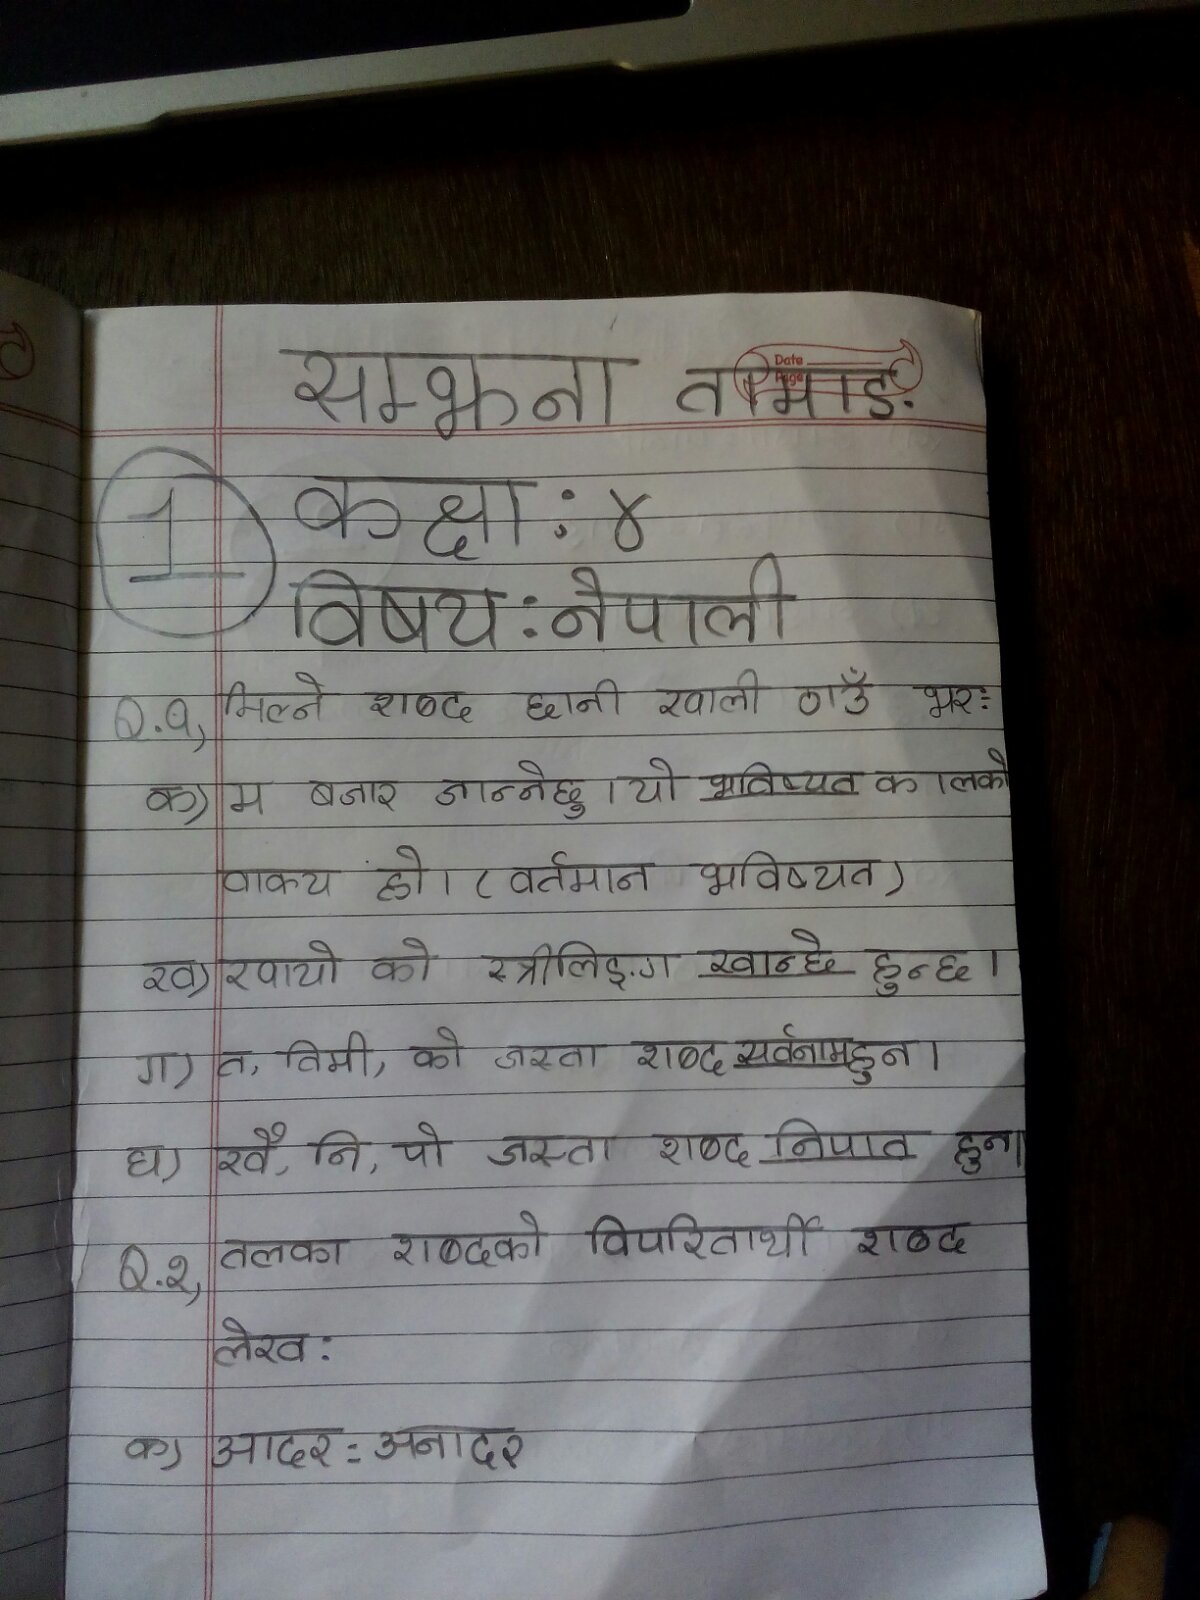 Date
Page
सम्झना तामाङ
1
कक्षा : ४
विषय : नेपाली
Q.१, मिल्ने शब्द छानी खाली ठाउँ भर:
क) म बजार जान्नेछु । यो भविष्यत कालको
वाक्य हो । ( वर्तमान भविष्यत )
ख) खायो को स्त्रीलिङ्ग खान्छे हुन्छ ।
ग) त, तिमी, को जस्ता शब्द सर्वनाम हुन ।
घ) खै, नि, पो जस्ता शब्द निपात हुन ।
Q.२, तलका शब्दको विपरितार्थी शब्द
लेख :
क) आदर = अनादर